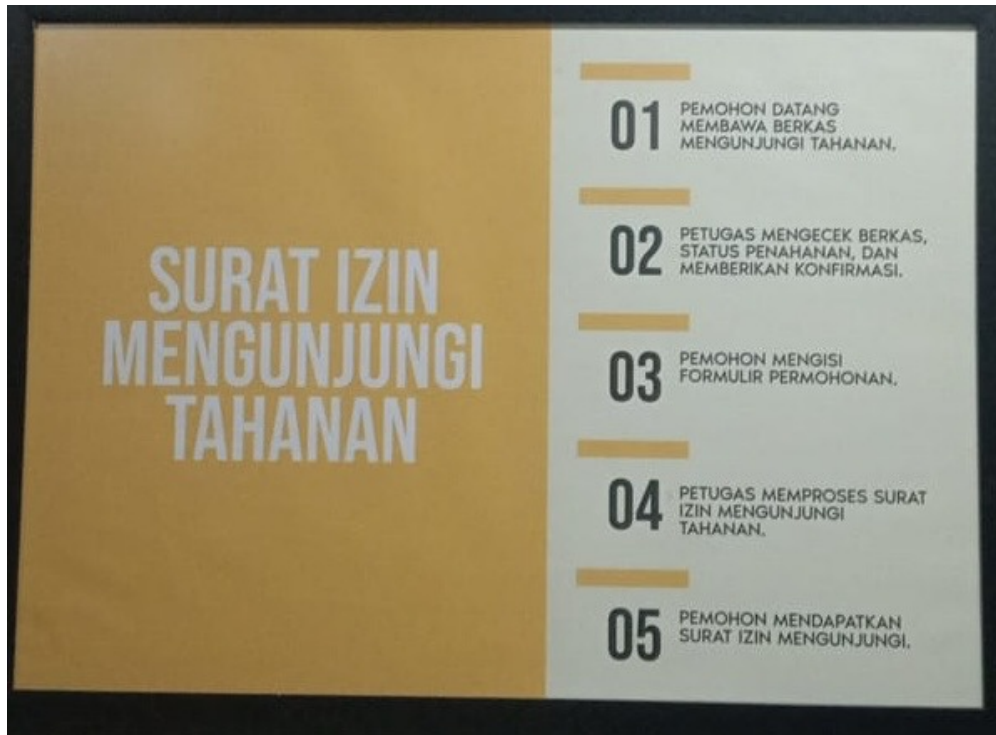 SURAT IZIN
MENGUNJUNGI
TAHANAN
01
PEMOHON DATANG
MEMBAWA BERKAS
MENGUNJUNGI TAHANAN.
02
PETUGAS MENGECEK BERKAS,
STATUS PENAHANAN, DAN
MEMBERIKAN KONFIRMASI.
03
PEMOHON MENGISI
FORMULIR PERMOHONAN.
04
PETUGAS MEMPROSES SURAT
IZIN MENGUNJUNGI
TAHANAN.
05
PEMOHON MENDAPATKAN
SURAT IZIN MENGUNJUNGI.